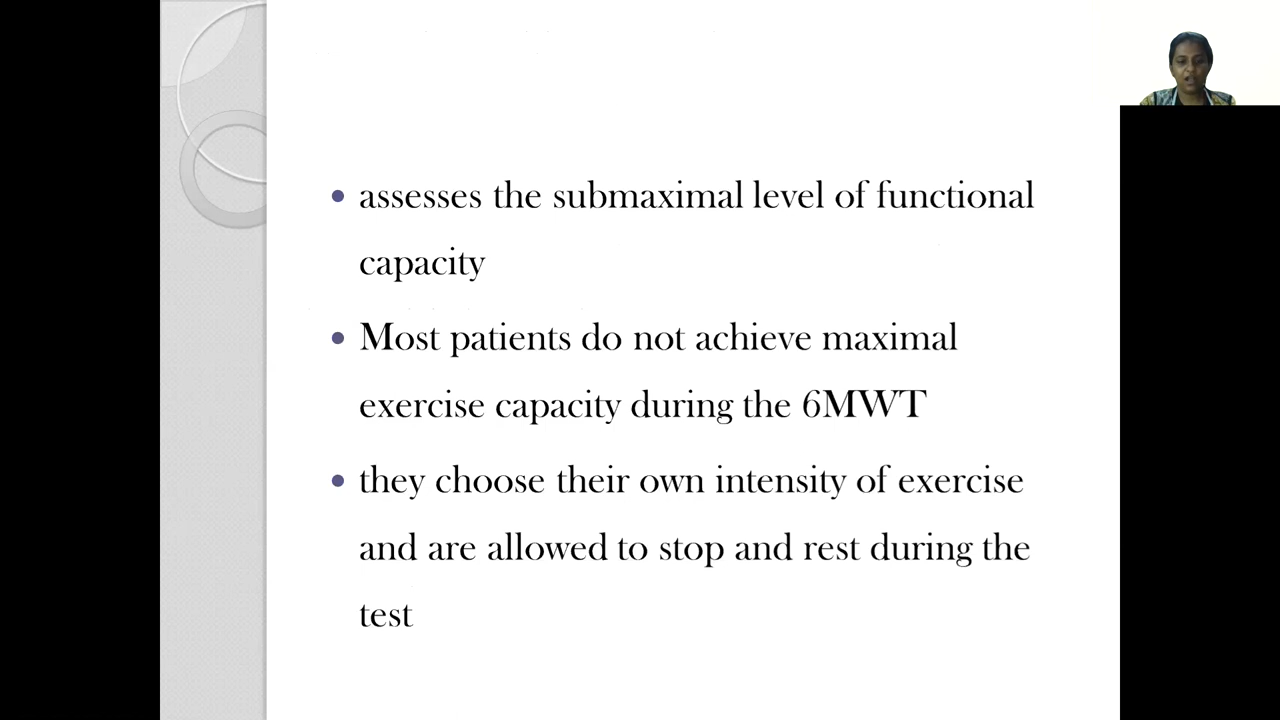 assesses the submaximal level of functional
capacity
Most patients do not achieve maximal
exercise capacity during the 6MWT
they choose their own intensity of exercise
and are allowed to stop and rest during the
test